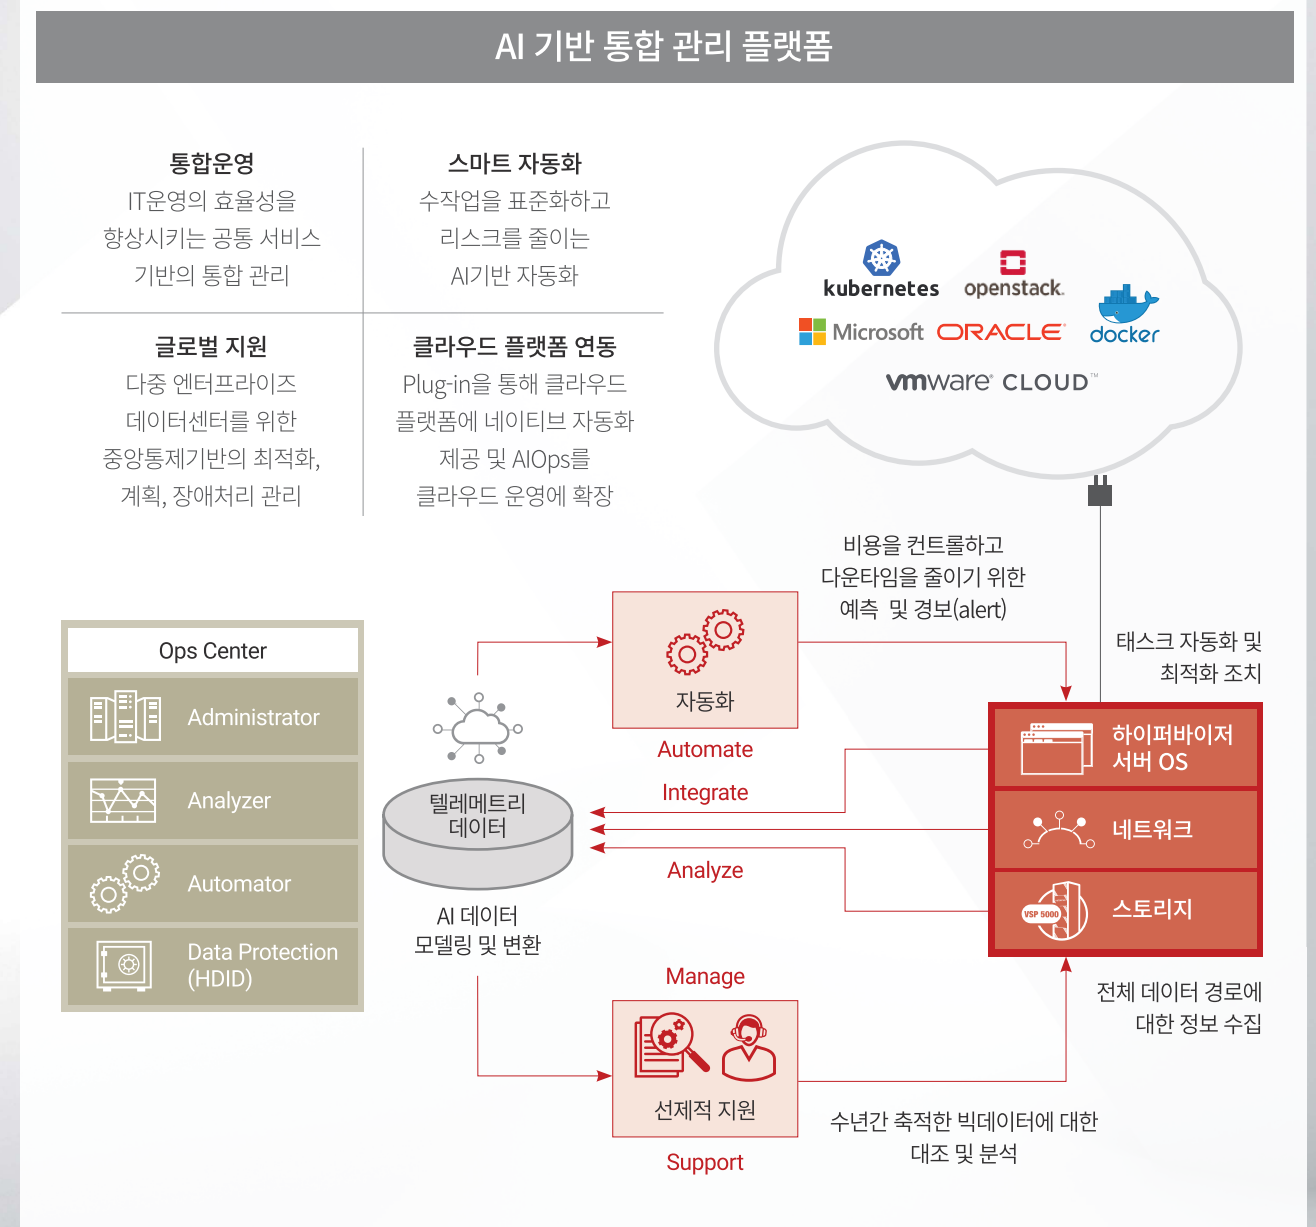 AI 기반 통합 관리 플랫폼
통합운영
IT운영의 효율성을
향상시키는 공통 서비스
기반의 통합 관리
스마트 자동화
수작업을 표준화하고
리스크를 줄이는
AI기반 자동화
글로벌 지원
다중 엔터프라이즈
데이터센터를 위한
중앙통제기반의 최적화,
계획, 장애처리 관리
클라우드 플랫폼 연동
Plug-in을 통해 클라우드
플랫폼에 네이티브 자동화
제공 및 AIOps를
클라우드 운영에 확장
kubernetes
openstack.
Microsoft
ORACLE®
docker
vmware® CLOUD™
비용을 컨트롤하고
다운타임을 줄이기 위한
예측 및 경보(alert)
태스크 자동화 및
최적화 조치
Ops Center
Administrator
Analyzer
Automator
Data Protection
(HDID)
텔레메트리
데이터
AI 데이터
모델링 및 변환
자동화
Automate
Integrate
Analyze
Manage
선제적 지원
Support
하이퍼바이저
서버 OS
네트워크
VSP 5000
스토리지
전체 데이터 경로에
대한 정보 수집
수년간 축적한 빅데이터에 대한
대조 및 분석